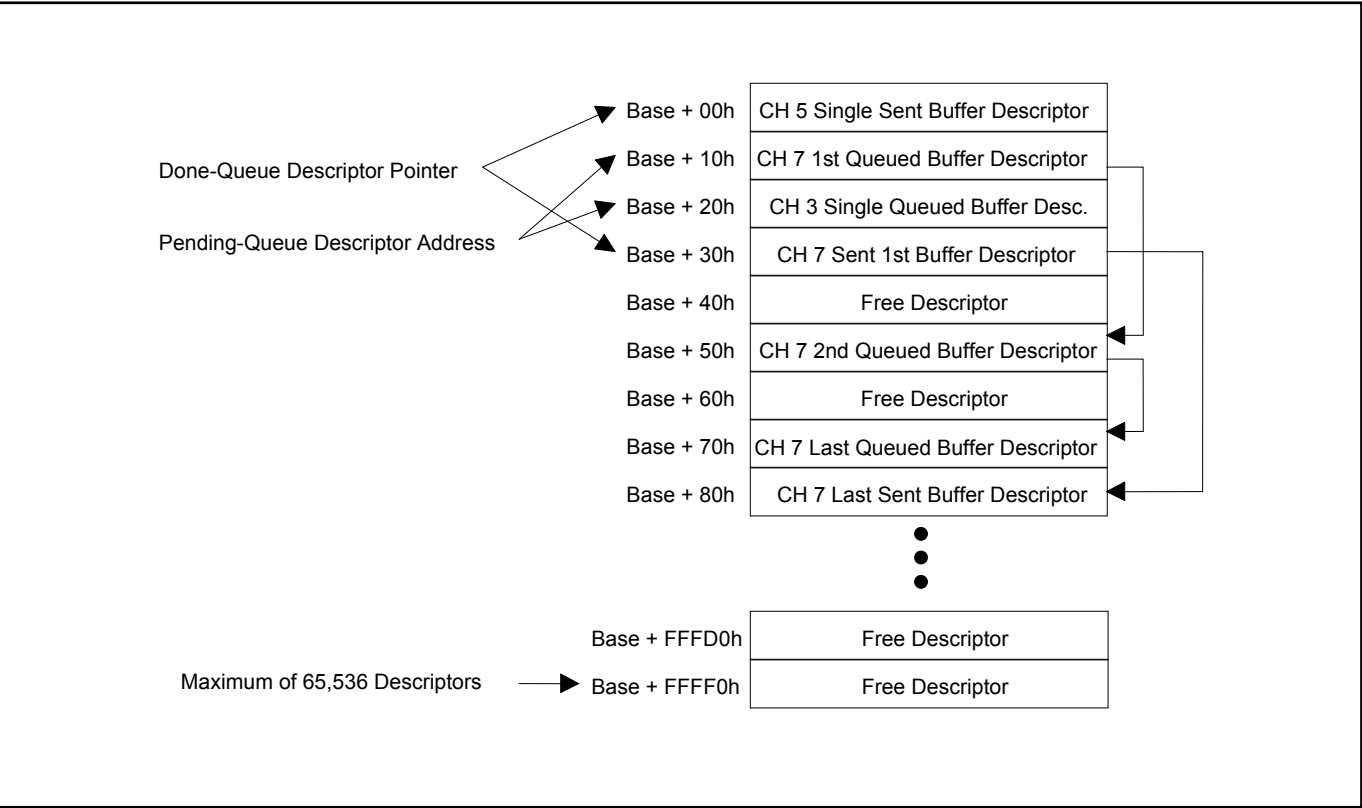 Base + 00h CH 5 Single Sent Buffer Descriptor
Done-Queue Descriptor Pointer
Base + 10h CH 7 1st Queued Buffer Descriptor
Base + 20h CH 3 Single Queued Buffer Desc.
Pending-Queue Descriptor Address
Base + 30h CH 7 Sent 1st Buffer Descriptor
Base + 40h Free Descriptor
Base + 50h CH 7 2nd Queued Buffer Descriptor
Base + 60h Free Descriptor
Base + 70h CH 7 Last Queued Buffer Descriptor
Base + 80h CH 7 Last Sent Buffer Descriptor
Base + FFFD0h Free Descriptor
Maximum of 65,536 Descriptors
Base + FFFF0h Free Descriptor